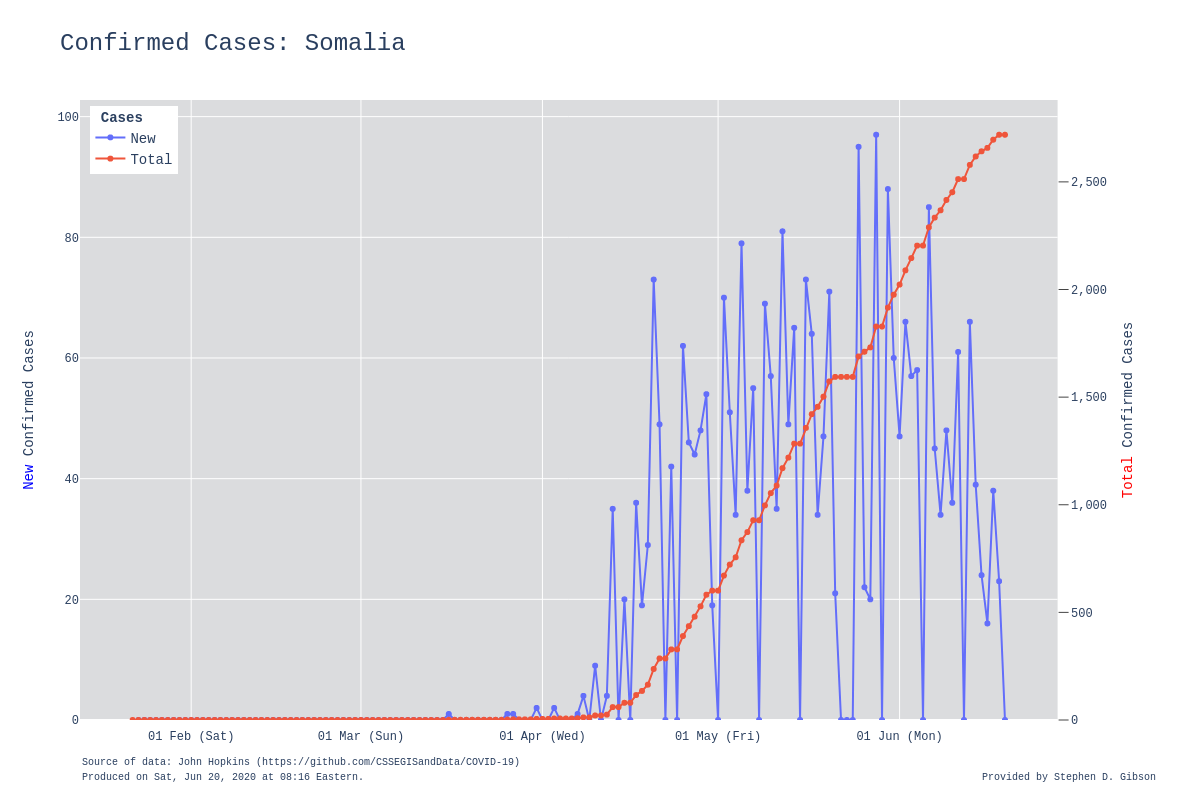 Confirmed Cases: Somalia
Cases
New
Total
100
80
60
40
20
0
2,500
2,000
1,500
1,000
500
0
New Confirmed Cases
Total Confirmed Cases
01 Feb (Sat)
01 Mar (Sun)
01 Apr (Wed)
01 May (Fri)
01 Jun (Mon)
Source of data: John Hopkins (https://github.com/CSSEGISandData/COVID-19)
Produced on Sat, Jun 20, 2020 at 08:16 Eastern.
Provided by Stephen D. Gibson